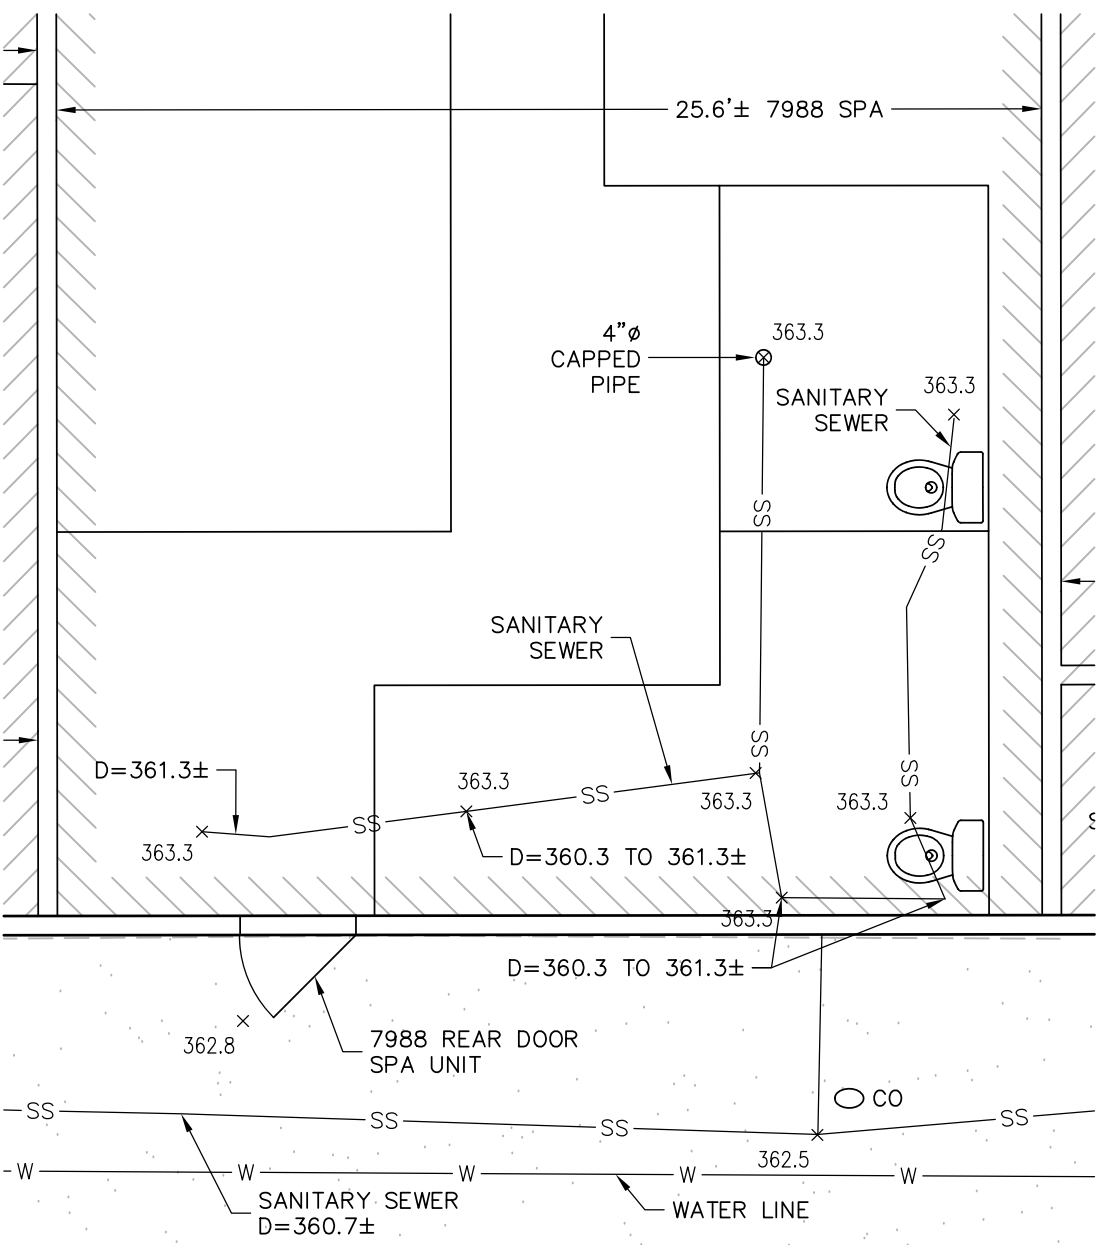 25.6'± 7988 SPA
4"ø
CAPPED
PIPE
363.3
363.3
SANITARY
SEWER
SS
SS
SANITARY
SEWER
SS
SS
D=361.3±
363.3
363.3
363.3
SS
SS
363.3
D=360.3 TO 361.3±
363.3
D=360.3 TO 361.3±
362.8
7988 REAR DOOR
SPA UNIT
CO
SS
SS
SS
SS
362.5
W
W
W
W
W
SANITARY SEWER
D=360.7±
WATER LINE